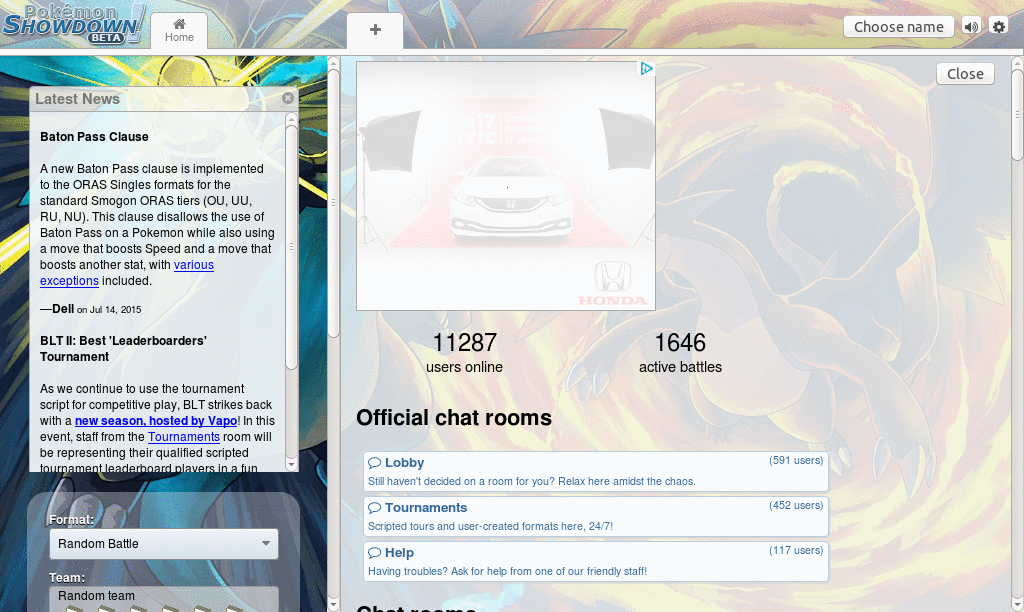 Pokémon
SHOWDOWN!
BETA
Home
Choose name
Latest News
Baton Pass Clause
A new Baton Pass clause is implemented
to the ORAS Singles formats for the
standard Smogon ORAS tiers (OU, UU,
RU, NU). This clause disallows the use of
Baton Pass on a Pokemon while also using
a move that boosts Speed and a move that
boosts another stat, with various
exceptions included.
—Dell on Jul 14, 2015
BLT II: Best 'Leaderboarders'
Tournament
As we continue to use the tournament
script for competitive play, BLT strikes back
with a new season, hosted by Vapo! In this
event, staff from the Tournaments room will
be representing their qualified scripted
tournament leaderboard players in a fun
Format:
Random Battle
Team:
Random team
Close
HONDA
11287
users online
1646
active battles
Official chat rooms
Lobby
(591 users)
Still haven't decided on a room for you? Relax here amidst the chaos.
Tournaments
(452 users)
Scripted tours and user-created formats here, 24/7!
Help
(117 users)
Having troubles? Ask for help from one of our friendly staff!
Chat rooms